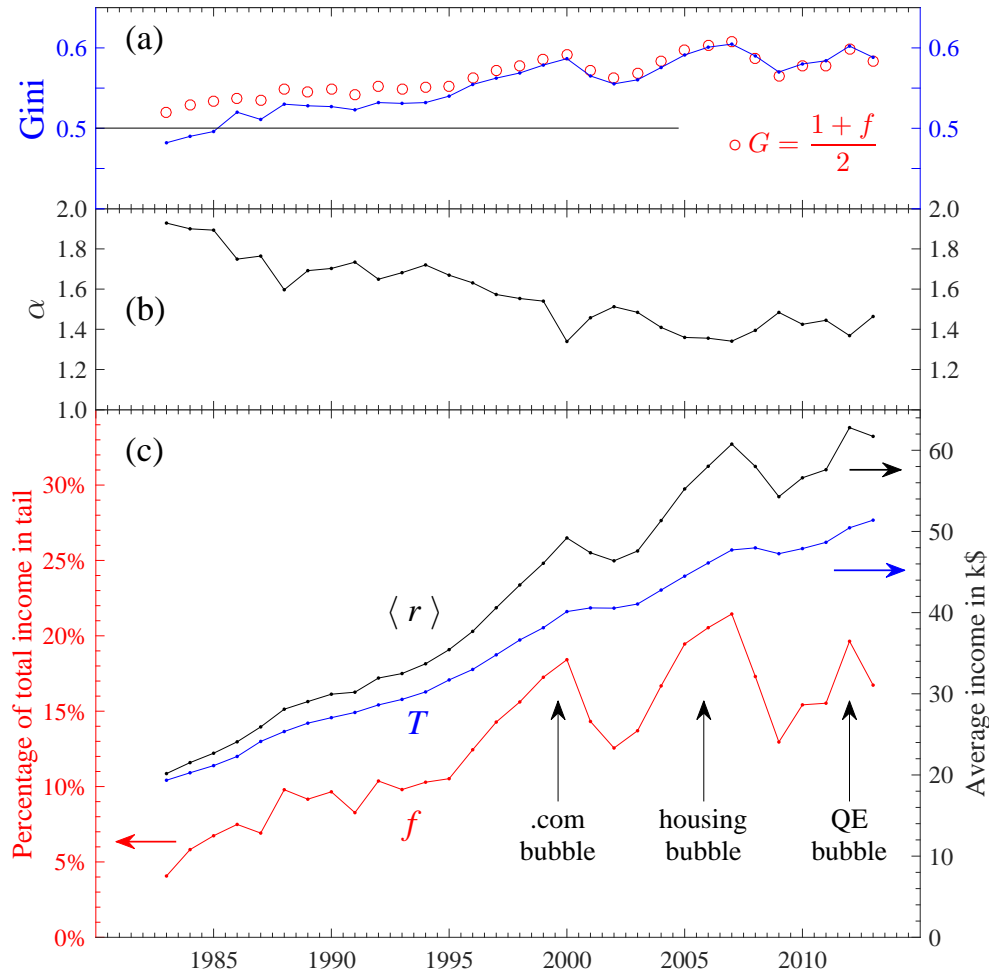 (a)
Gini
0.6
0.5
0.6
0.5
G = (1 + f)/2
2.0
1.8
1.6
1.4
1.2
1.0
α
(b)
2.0
1.8
1.6
1.4
1.2
(c)
Percentage of total income in tail
30%
25%
20%
15%
10%
5%
0%
60
50
40
30
20
10
0
Average income in k$
⟨ r ⟩
T
f
.com
bubble
housing
bubble
QE
bubble
1985 1990 1995 2000 2005 2010